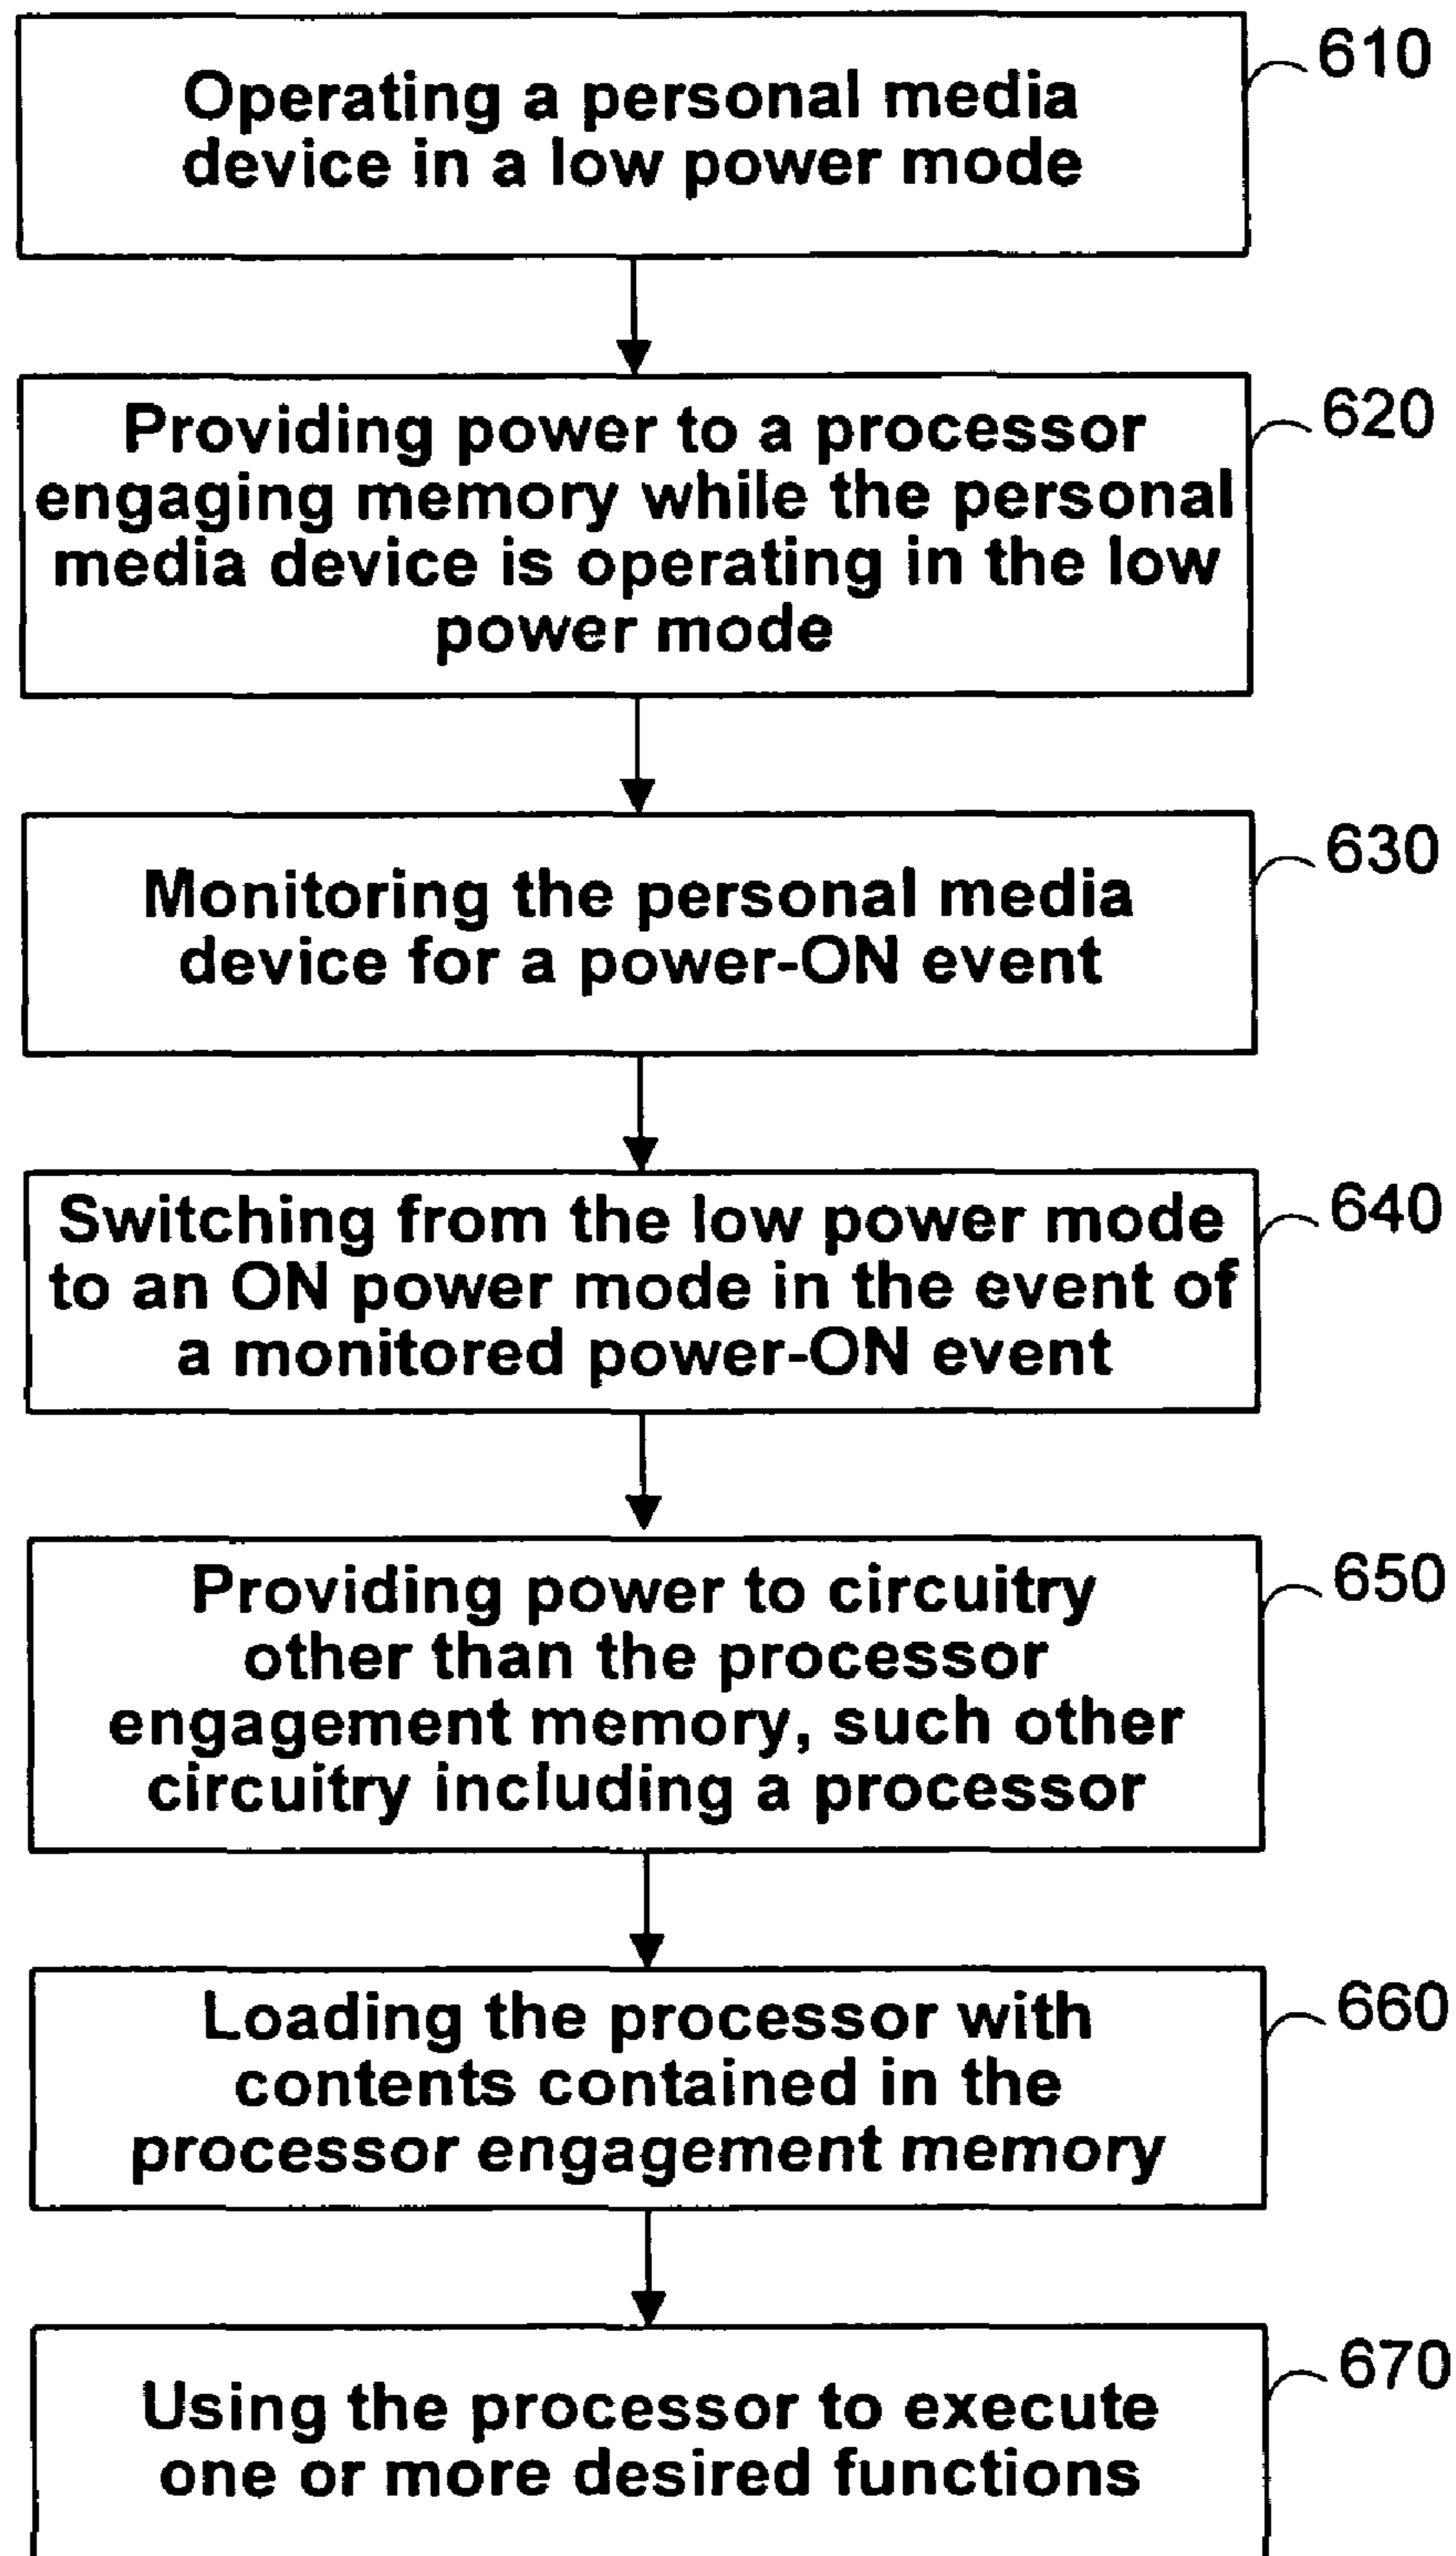 610
Operating a personal media
device in a low power mode
620
Providing power to a processor
engaging memory while the personal
media device is operating in the low
power mode
630
Monitoring the personal media
device for a power-ON event
640
Switching from the low power mode
to an ON power mode in the event of
a monitored power-ON event
650
Providing power to circuitry
other than the processor
engagement memory, such other
circuitry including a processor
660
Loading the processor with
contents contained in the
processor engagement memory
670
Using the processor to execute
one or more desired functions